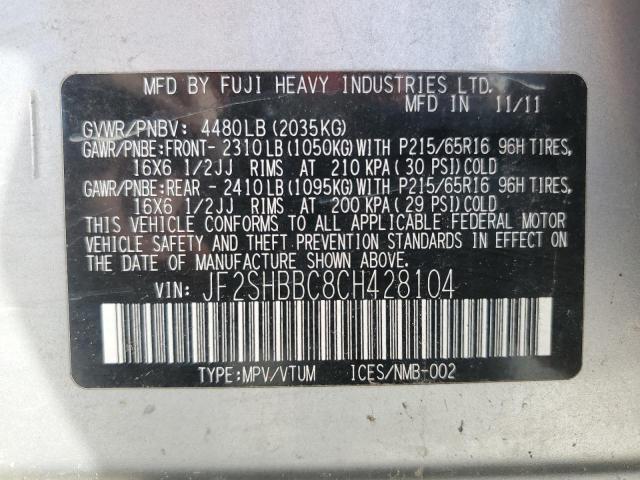 MFD BY FUJI HEAVY INDUSTRIES LTD.
MFD IN 11/11
GVWR/PNBV: 4480LB (2035KG)
GAWR/PNBE:FRONT- 2310LB(1050KG)WITH P215/65R16 96H TIRES,
16X6 1/2JJ RIMS AT 210 KPA (30 PSI)COLD
GAWR/PNBE:REAR - 2410LB(1095KG)WITH P215/65R16 96H TIRES,
16X6 1/2JJ RIMS AT 200 KPA (29 PSI)COLD
THIS VEHICLE CONFORMS TO ALL APPLICABLE FEDERAL MOTOR
VEHICLE SAFETY AND THEFT PREVENTION STANDARDS IN EFFECT ON
THE DATE OF MANUFACTURE SHOWN ABOVE.
VIN: JF2SHBBC8CH428104
TYPE:MPV/VTUM ICES/NMB-002